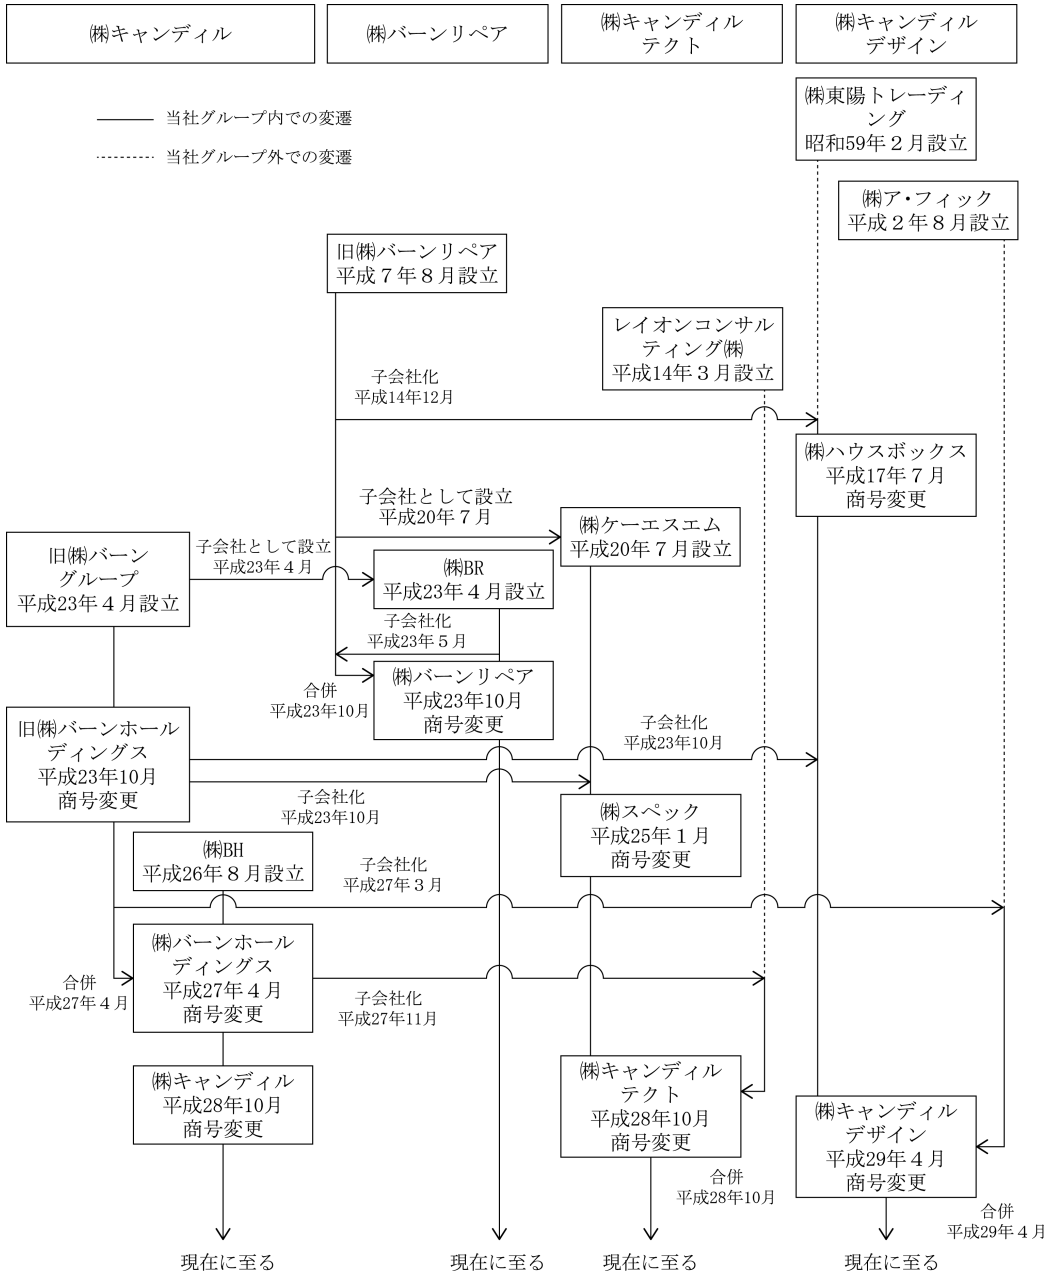 ㈱キャンディル
㈱バーンリペア
㈱キャンディル
テクト
㈱キャンディル
デザイン
当社グループ内での変遷
当社グループ外での変遷
㈱東陽トレーディ
ング
昭和59年２月設立
㈱ア・フィック
平成２年８月設立
旧㈱バーンリペア
平成７年８月設立
レイオンコンサル
ティング㈱
平成14年３月設立
子会社化
平成14年12月
㈱ハウスボックス
平成17年７月
商号変更
子会社として設立
平成20年７月
㈱ケーエスエム
平成20年７月設立
旧㈱バーン
グループ
平成23年４月設立
子会社として設立
平成23年４月
㈱BR
平成23年４月設立
子会社化
平成23年５月
㈱バーンリペア
平成23年10月
商号変更
合併
平成23年10月
旧㈱バーンホール
ディングス
平成23年10月
商号変更
子会社化
平成23年10月
子会社化
平成23年10月
㈱スペック
平成25年１月
商号変更
㈱BH
平成26年８月設立
子会社化
平成27年３月
㈱バーンホール
ディングス
平成27年４月
商号変更
合併
平成27年４月
子会社化
平成27年11月
㈱キャンディル
平成28年10月
商号変更
㈱キャンディル
テクト
平成28年10月
商号変更
㈱キャンディル
デザイン
平成29年４月
商号変更
合併
平成28年10月
合併
平成29年４月
現在に至る
現在に至る
現在に至る
現在に至る